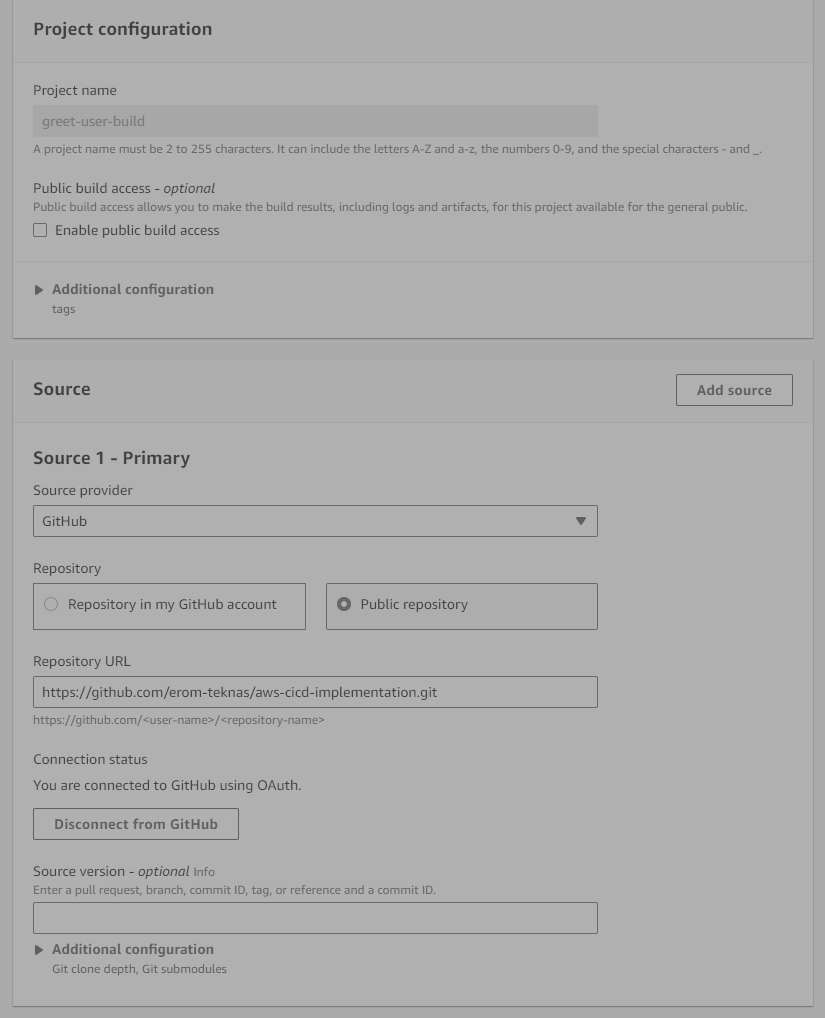 Project configuration
Project name
greet-user-build
A project name must be 2 to 255 characters. It can include the letters A-Z and a-z, the numbers 0-9, and the special characters - and _.
Public build access - optional
Public build access allows you to make the build results, including logs and artifacts, for this project available for the general public.
Enable public build access
Additional configuration
tags
Source
Add source
Source 1 - Primary
Source provider
GitHub
Repository
Repository in my GitHub account
Public repository
Repository URL
https://github.com/erom-teknas/aws-cicd-implementation.git
https://github.com/<user-name>/<repository-name>
Connection status
You are connected to GitHub using OAuth.
Disconnect from GitHub
Source version - optional Info
Enter a pull request, branch, commit ID, tag, or reference and a commit ID.
Additional configuration
Git clone depth, Git submodules